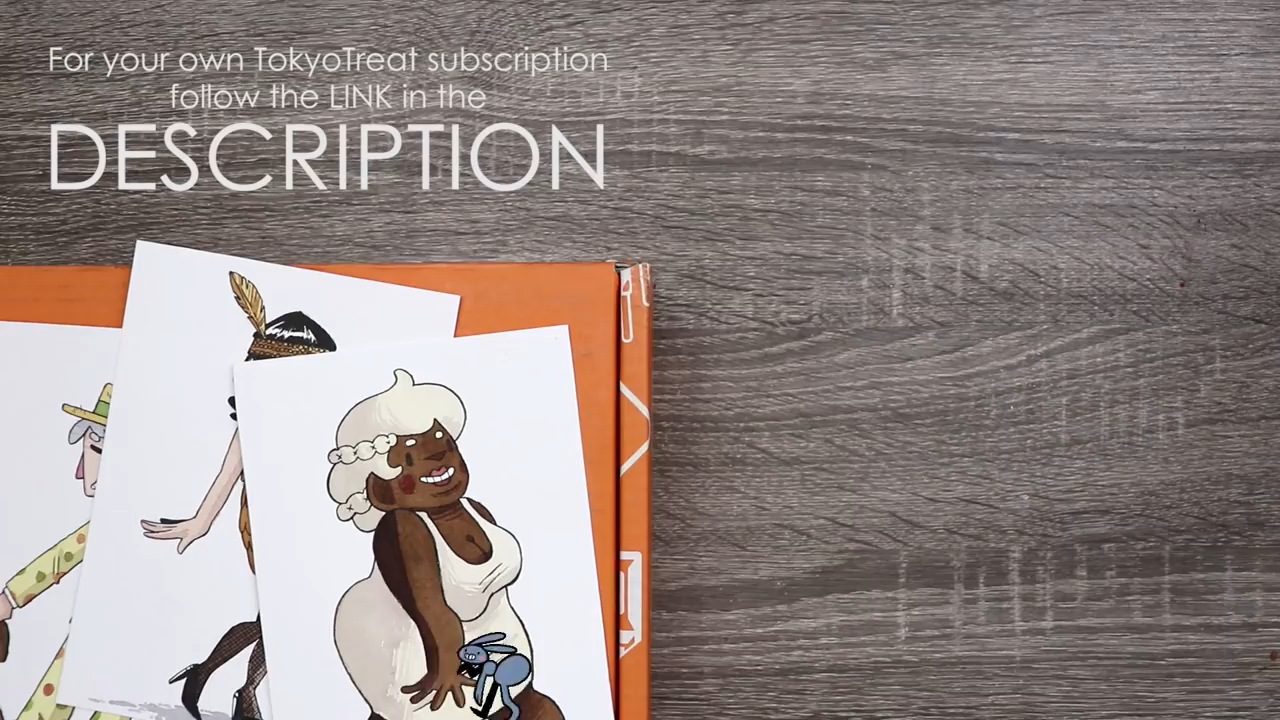 For your own TokyoTreat subscription
follow the LINK in the
DESCRIPTION